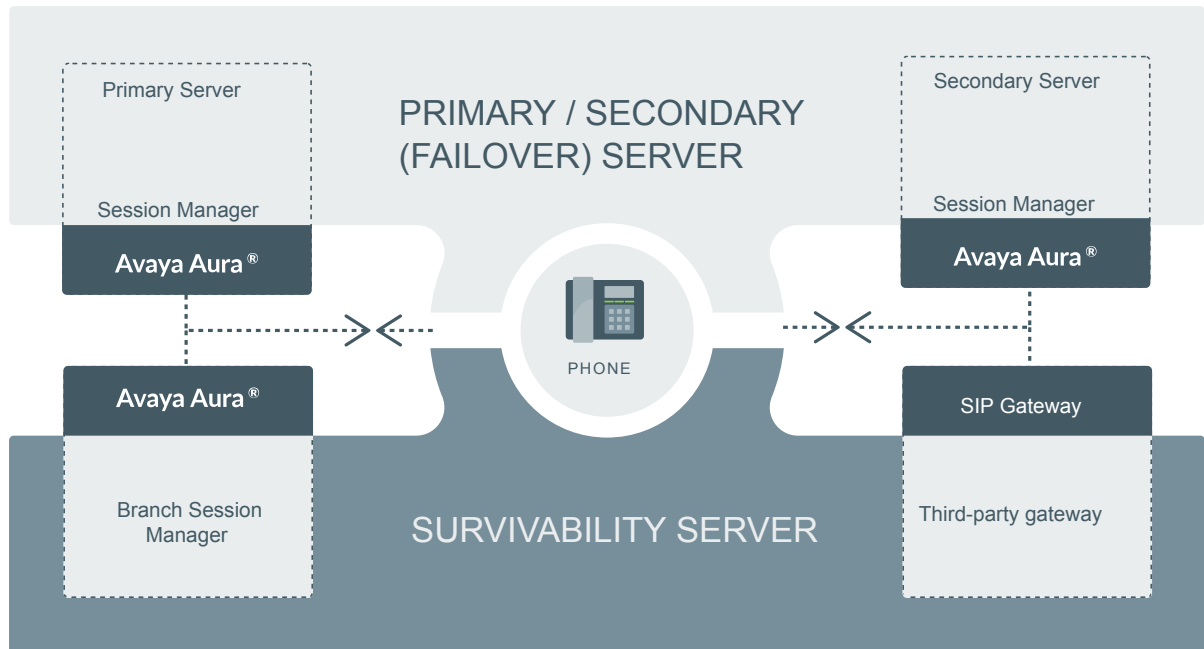 Primary Server
Session Manager
Avaya Aura®
PRIMARY / SECONDARY
(FAILOVER) SERVER
Secondary Server
Session Manager
Avaya Aura®
PHONE
Avaya Aura®
Branch Session
Manager
SURVIVABILITY SERVER
SIP Gateway
Third-party gateway